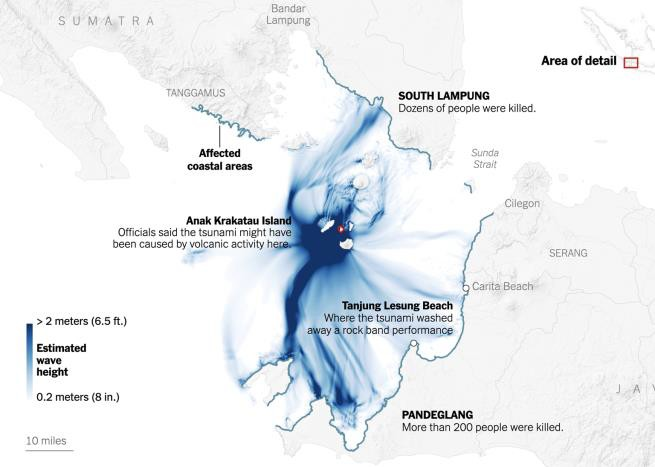 Bandar
Lampung
SUMATRA
Area of detail
TANGGAMUS
SOUTH LAMPUNG
Dozens of people were killed.
Affected
coastal areas
Sunda
Strait
Cilegon
Anak Krakatau Island
Officials said the tsunami might have
been caused by volcanic activity here.
SERANG
Carita Beach
Tanjung Lesung Beach
Where the tsunami washed
away a rock band performance
> 2 meters (6.5 ft.)
Estimated
wave
height
0.2 meters (8 in.)
JAV
PANDEGLANG
More than 200 people were killed.
10 miles